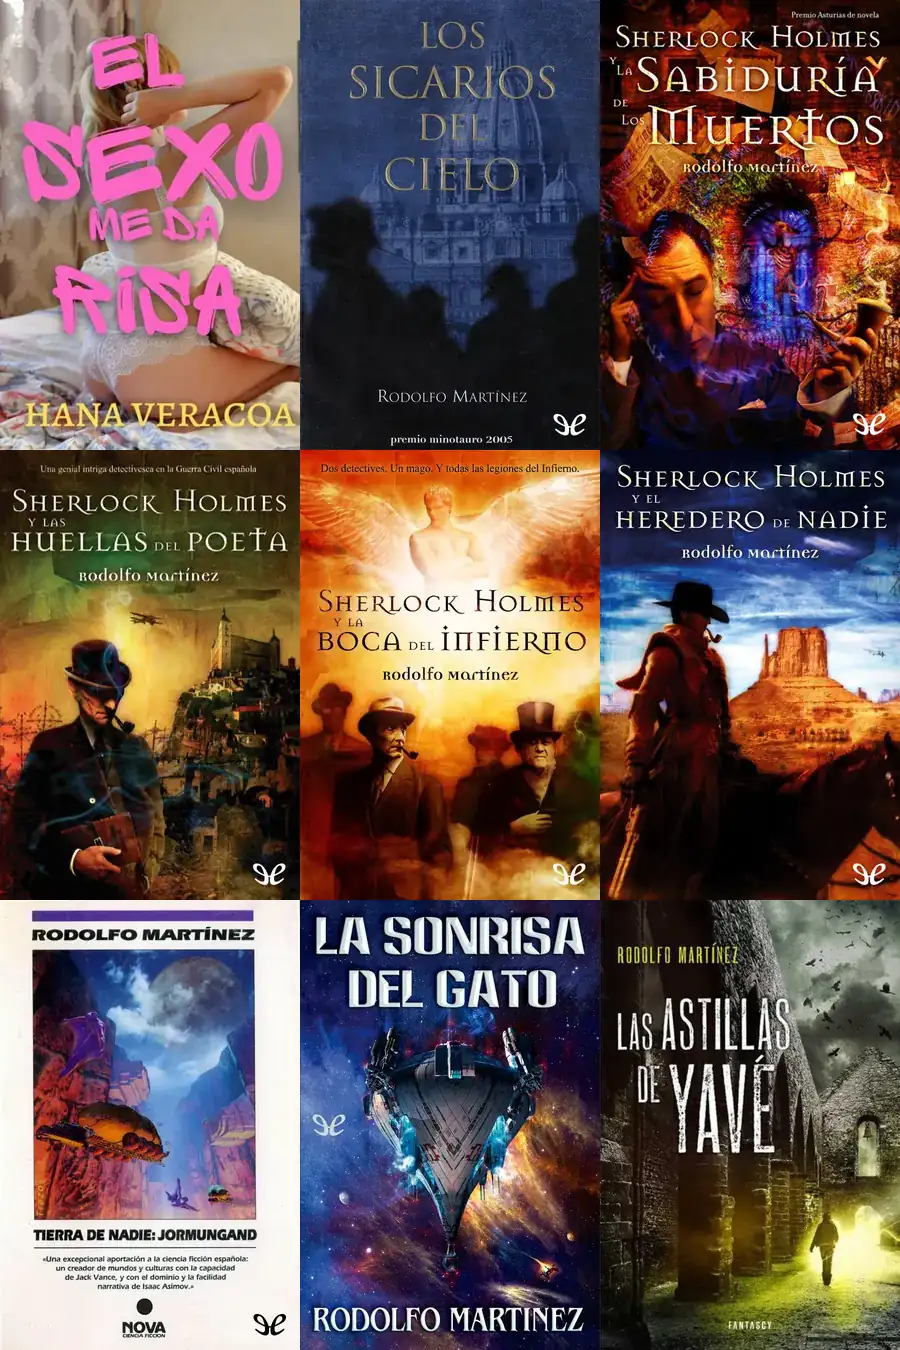 EL
SEXO
ME DA
RISA
HANA VERACOA
LOS
SICARIOS
DEL
CIELO
RODOLFO MARTÍNEZ
premio minotauro 2005
Premio Asturias de novela
SHERLOCK HOLMES
Y LA
SABIDURÍA
DE
LOS MUERTOS
Rodolfo Martínez
Una genial intriga detectivesca en la Guerra Civil española
SHERLOCK HOLMES
Y LAS
HUELLAS DEL POETA
Rodolfo Martínez
Dos detectives. Un mago. Y todas las legiones del Infierno.
SHERLOCK HOLMES
Y LA
BOCA DEL INFIERNO
Rodolfo Martínez
SHERLOCK HOLMES
Y EL
HEREDERO DE NADIE
Rodolfo Martínez
RODOLFO MARTÍNEZ
TIERRA DE NADIE: JORMUNGAND
«Una excepcional aportación a la ciencia ficción española:
un creador de mundos y culturas con la capacidad
de Jack Vance, y con el dominio y la facilidad
narrativa de Isaac Asimov.»
NOVA
CIENCIA FICCIÓN
LA SONRISA
DEL GATO
RODOLFO MARTINEZ
RODOLFO MARTÍNEZ
LAS ASTILLAS
DE YAVÉ
FANTASCY